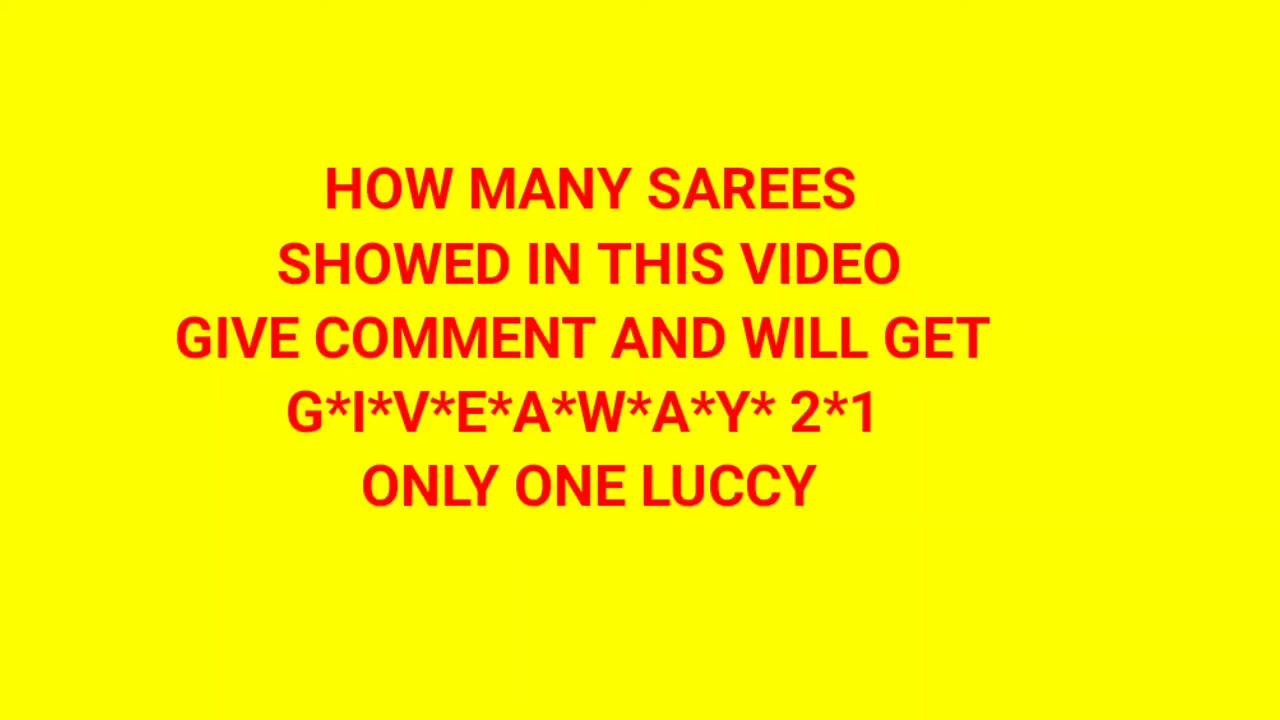 HOW MANY SAREES
SHOWED IN THIS VIDEO
GIVE COMMENT AND WILL GET
G*I*V*E*A*W*A*Y* 2*1
ONLY ONE LUCCY